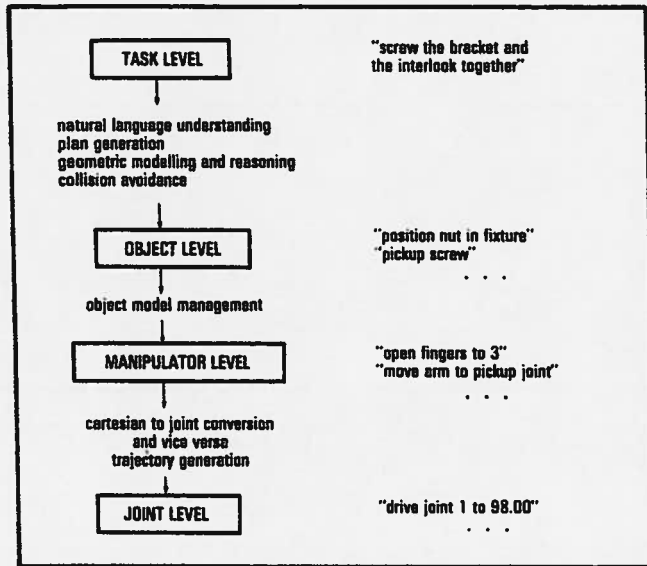 TASK LEVEL
"screw the bracket and
the interlook together"
natural language understanding
plan generation
geometric modelling and reasoning
collision avoidance
OBJECT LEVEL
"position nut in fixture"
"pickup screw"
. . .
object model management
MANIPULATOR LEVEL
"open fingers to 3"
"move arm to pickup joint"
. . .
cartesian to joint conversion
and vice verse
trajectory generation
JOINT LEVEL
"drive joint 1 to 98.00"
. . .